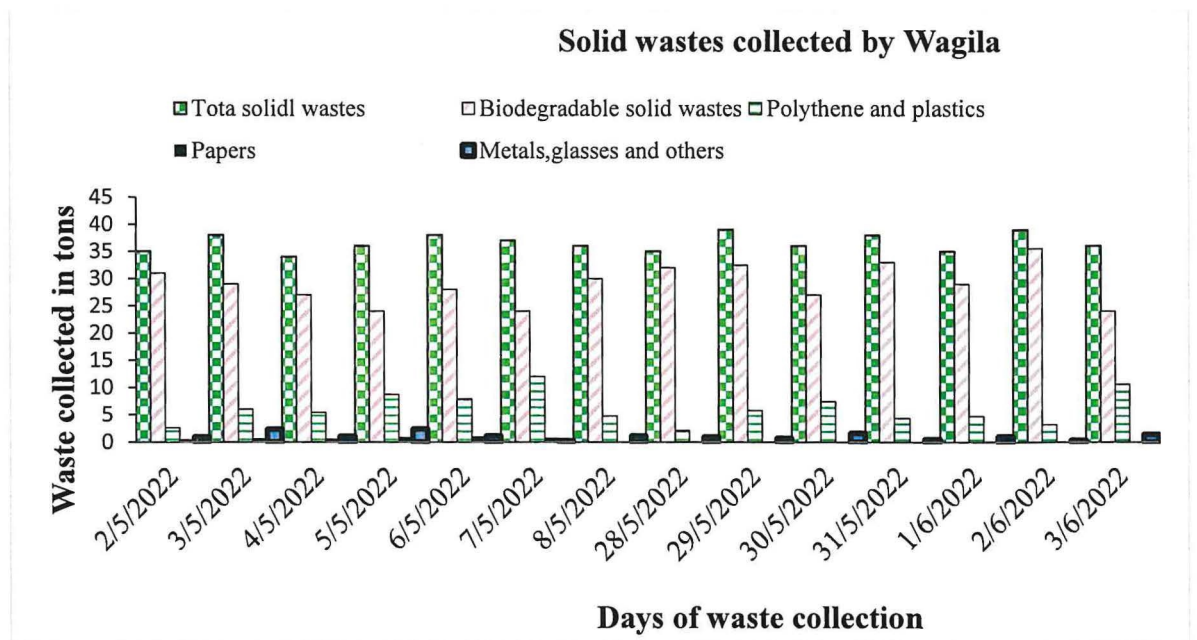 Solid wastes collected by Wagila
Tota solidl wastes Biodegradable solid wastes Polythene and plastics
Papers Metals,glasses and others
45
40
35
30
25
20
15
10
5
0
Waste collected in tons
2/5/2022 3/5/2022 4/5/2022 5/5/2022 6/5/2022 7/5/2022 8/5/2022 28/5/2022 29/5/2022 30/5/2022 31/5/2022 1/6/2022 2/6/2022 3/6/2022
Days of waste collection